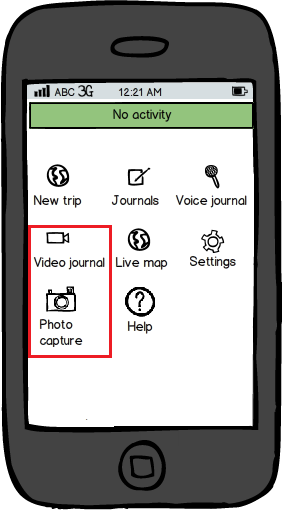 ABC 3G 12:21 AM
No activity
New trip Journals Voice journal
Video journal Live map Settings
Photo
capture
Help
?